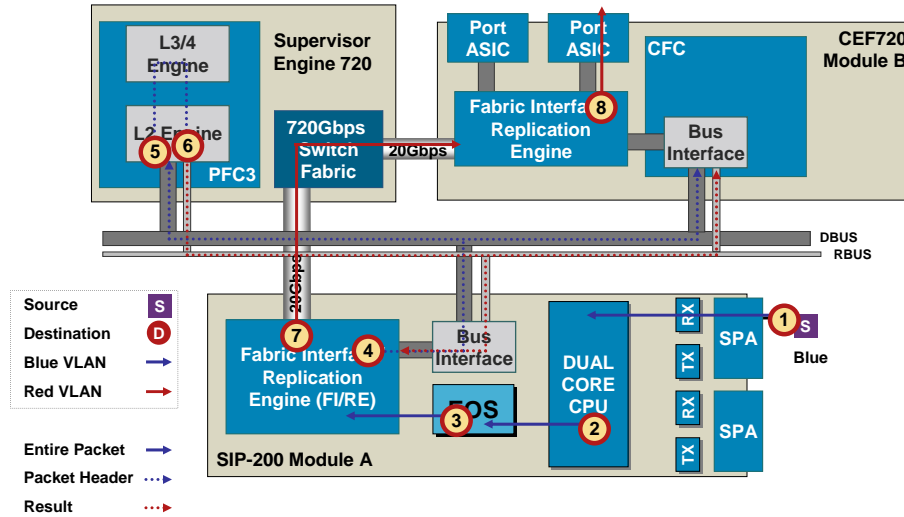 L3/4
Engine
L2 Engine
5
6
PFC3
Supervisor
Engine 720
720Gbps
Switch
Fabric
20Gbps
20Gbps
Port
ASIC
Port
ASIC
8
Fabric Interface
Replication
Engine
CFC
Bus
Interface
CEF720
Module B
DBUS
RBUS
Source
S
Destination
D
Blue VLAN
Red VLAN
Entire Packet
Packet Header
Result
7
4
Fabric Interface
Replication
Engine (FI/RE)
Bus
Interface
EOS
3
2
DUAL
CORE
CPU
RX
TX
RX
TX
SPA
SPA
1
S
Blue
SIP-200 Module A